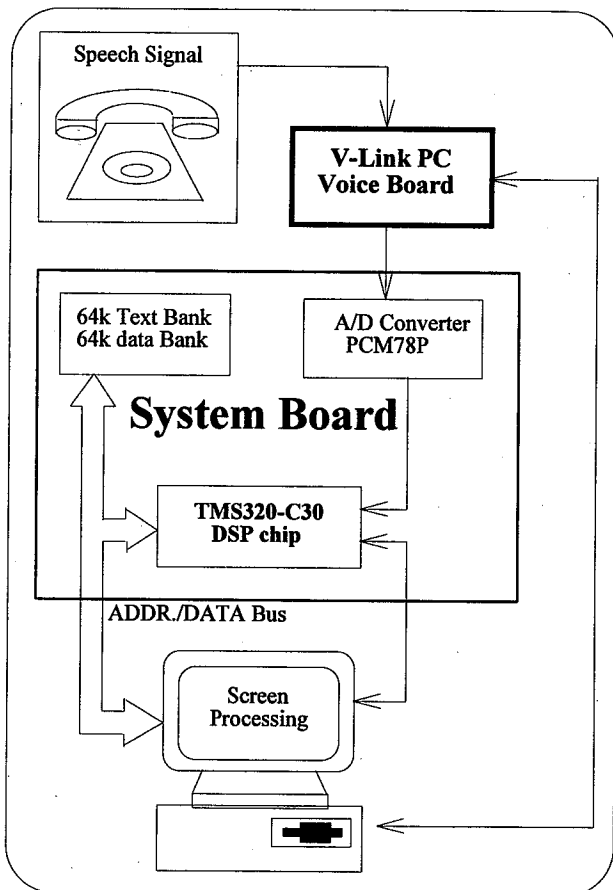 Speech Signal
V-Link PC
Voice Board
64k Text Bank
64k data Bank
A/D Converter
PCM78P
System Board
TMS320-C30
DSP chip
ADDR./DATA Bus
Screen
Processing